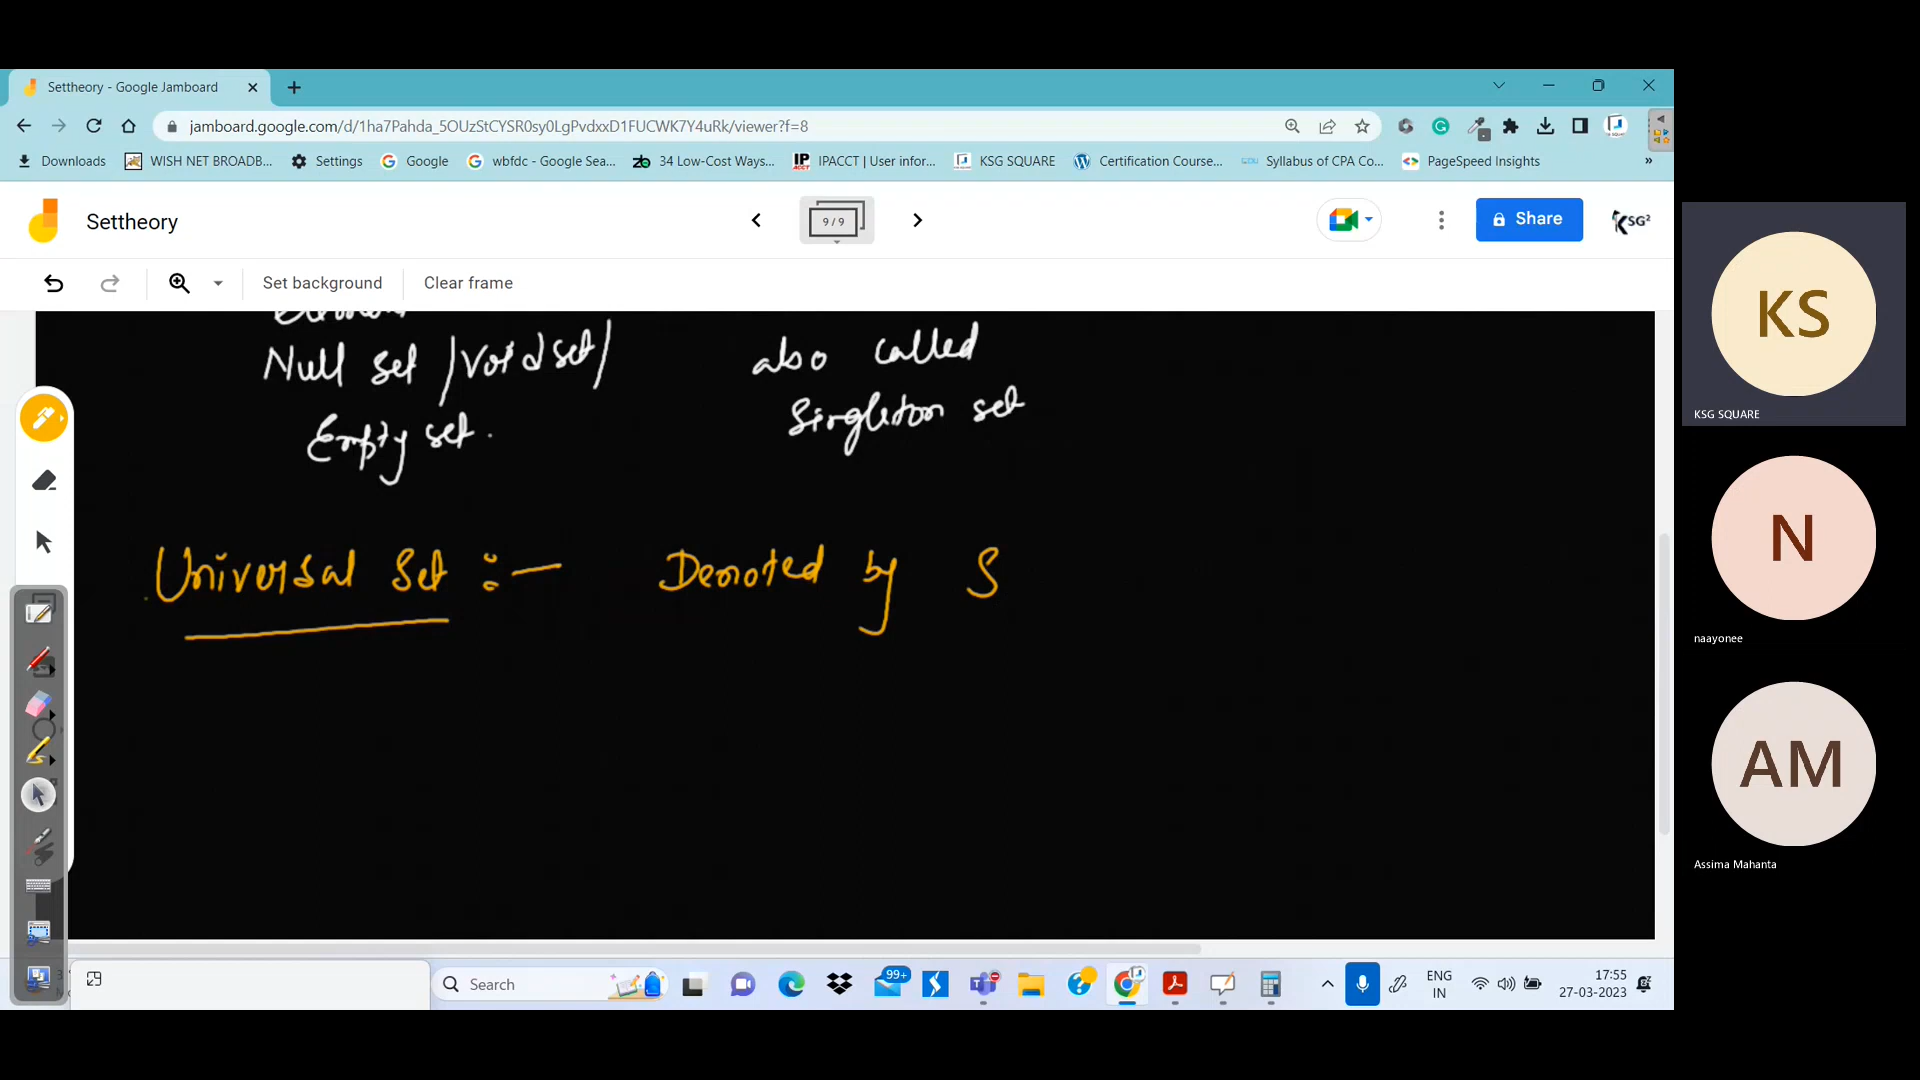 Settheory - Google Jamboard
jamboard.google.com/d/1ha7Pahda_5OUzStCYSR0sy0LgPvdxxD1FUCWK7Y4uRk/viewer?f=8
Downloads WISH NET BROADB... Settings Google wbfdc - Google Sea... 34 Low-Cost Ways... IPACCT | User infor... KSG SQUARE Certification Course... Syllabus of CPA Co... PageSpeed Insights »
Settheory 9 / 9 Share KSG²
Set background Clear frame
Null set / Void set / also called
Empty set. Singleton set
Universal Set :- Denoted by S
KS
KSG SQUARE
N
naayonee
AM
Assima Mahanta
Search 99+ ENG 17:55
IN 27-03-2023